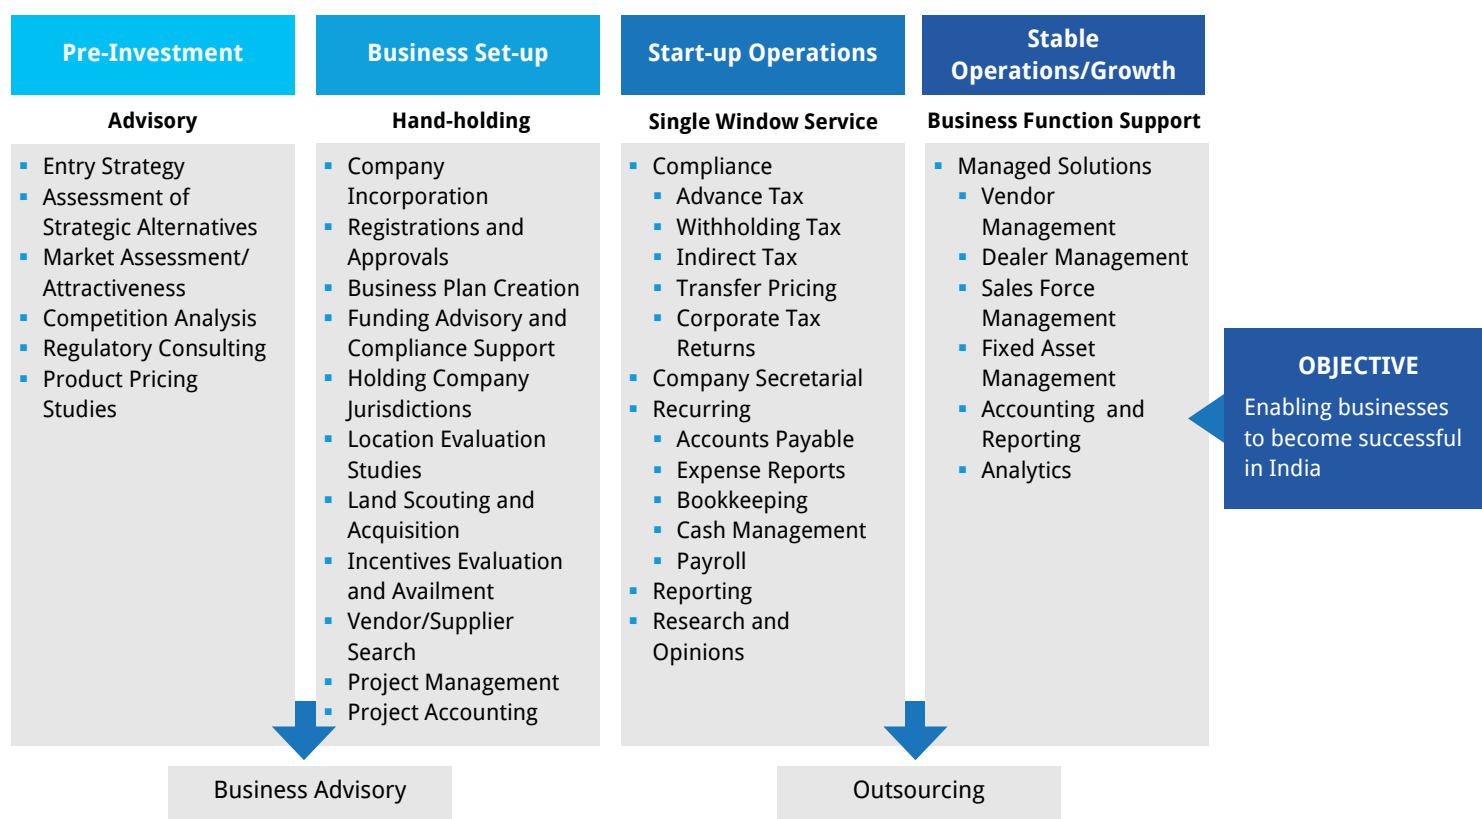 Pre-Investment
Advisory
Entry Strategy
Assessment of
Strategic Alternatives
Market Assessment/
Attractiveness
Competition Analysis
Regulatory Consulting
Product Pricing
Studies
Business Set-up
Hand-holding
Company
Incorporation
Registrations and
Approvals
Business Plan Creation
Funding Advisory and
Compliance Support
Holding Company
Jurisdictions
Location Evaluation
Studies
Land Scouting and
Acquisition
Incentives Evaluation
and Availment
Vendor/Supplier
Search
Project Management
Project Accounting
Start-up Operations
Single Window Service
Compliance
Advance Tax
Withholding Tax
Indirect Tax
Transfer Pricing
Corporate Tax
Returns
Company Secretarial
Recurring
Accounts Payable
Expense Reports
Bookkeeping
Cash Management
Payroll
Reporting
Research and
Opinions
Stable
Operations/Growth
Business Function Support
Managed Solutions
Vendor
Management
Dealer Management
Sales Force
Management
Fixed Asset
Management
Accounting and
Reporting
Analytics
OBJECTIVE
Enabling businesses
to become successful
in India
Business Advisory
Outsourcing